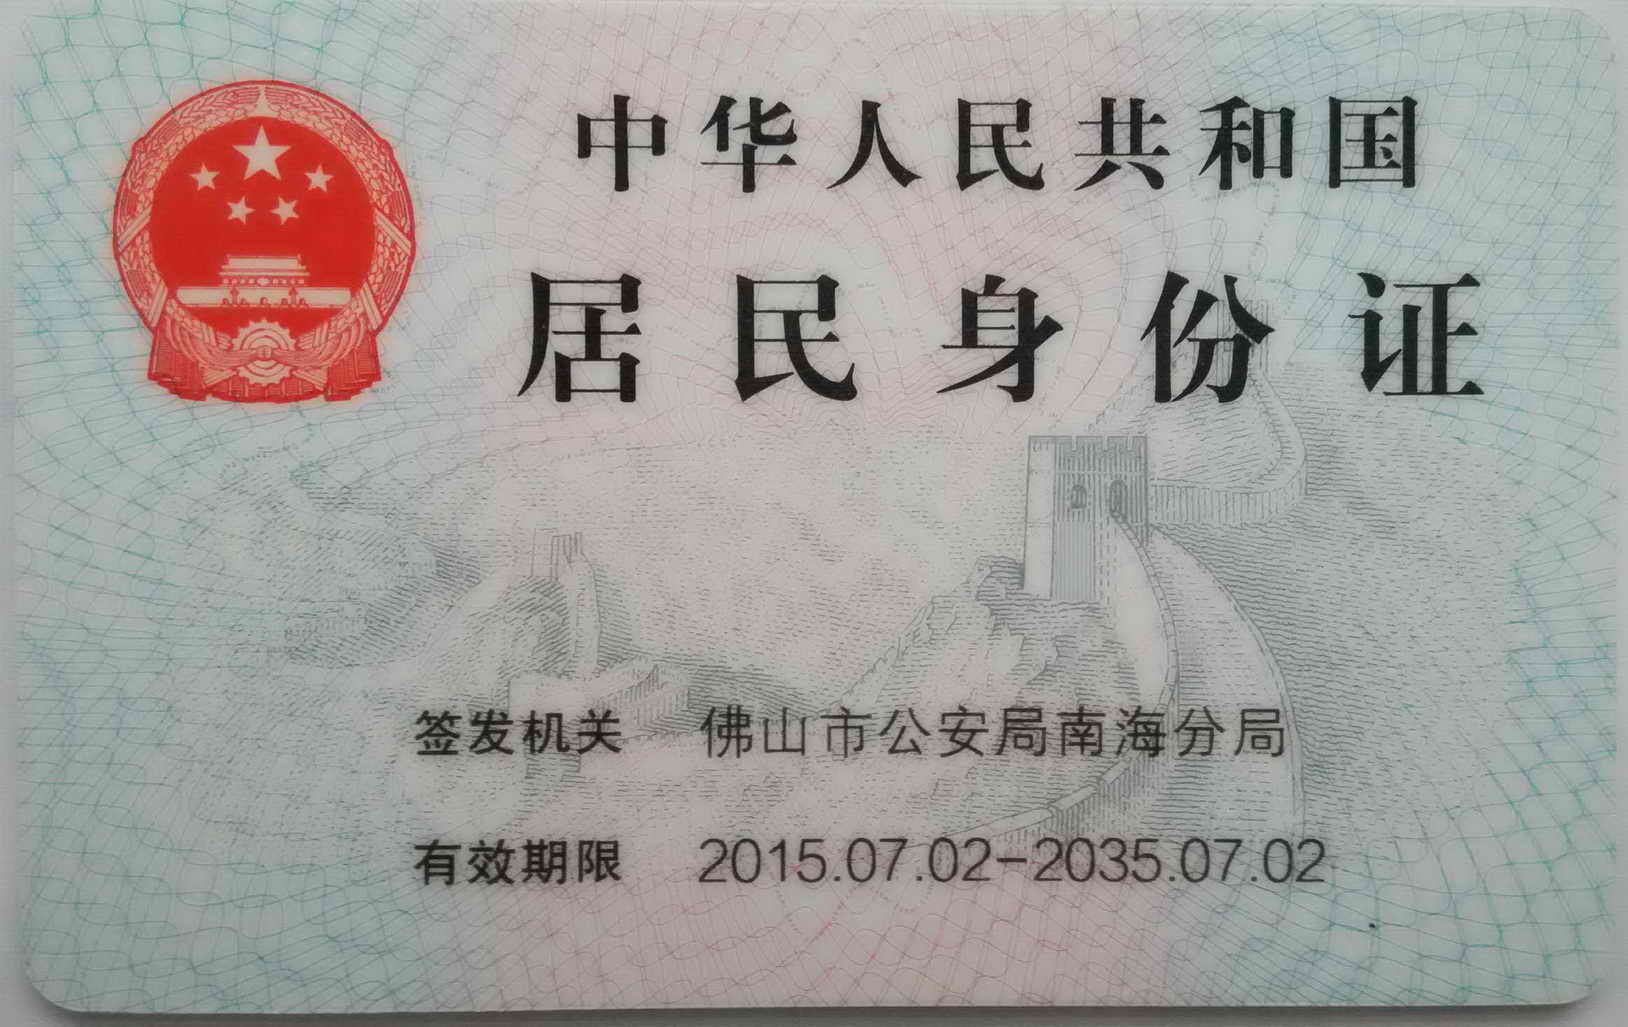 中华人民共和国
居民身份证
签发机关 佛山市公安局南海分局
有效期限 2015.07.02-2035.07.02